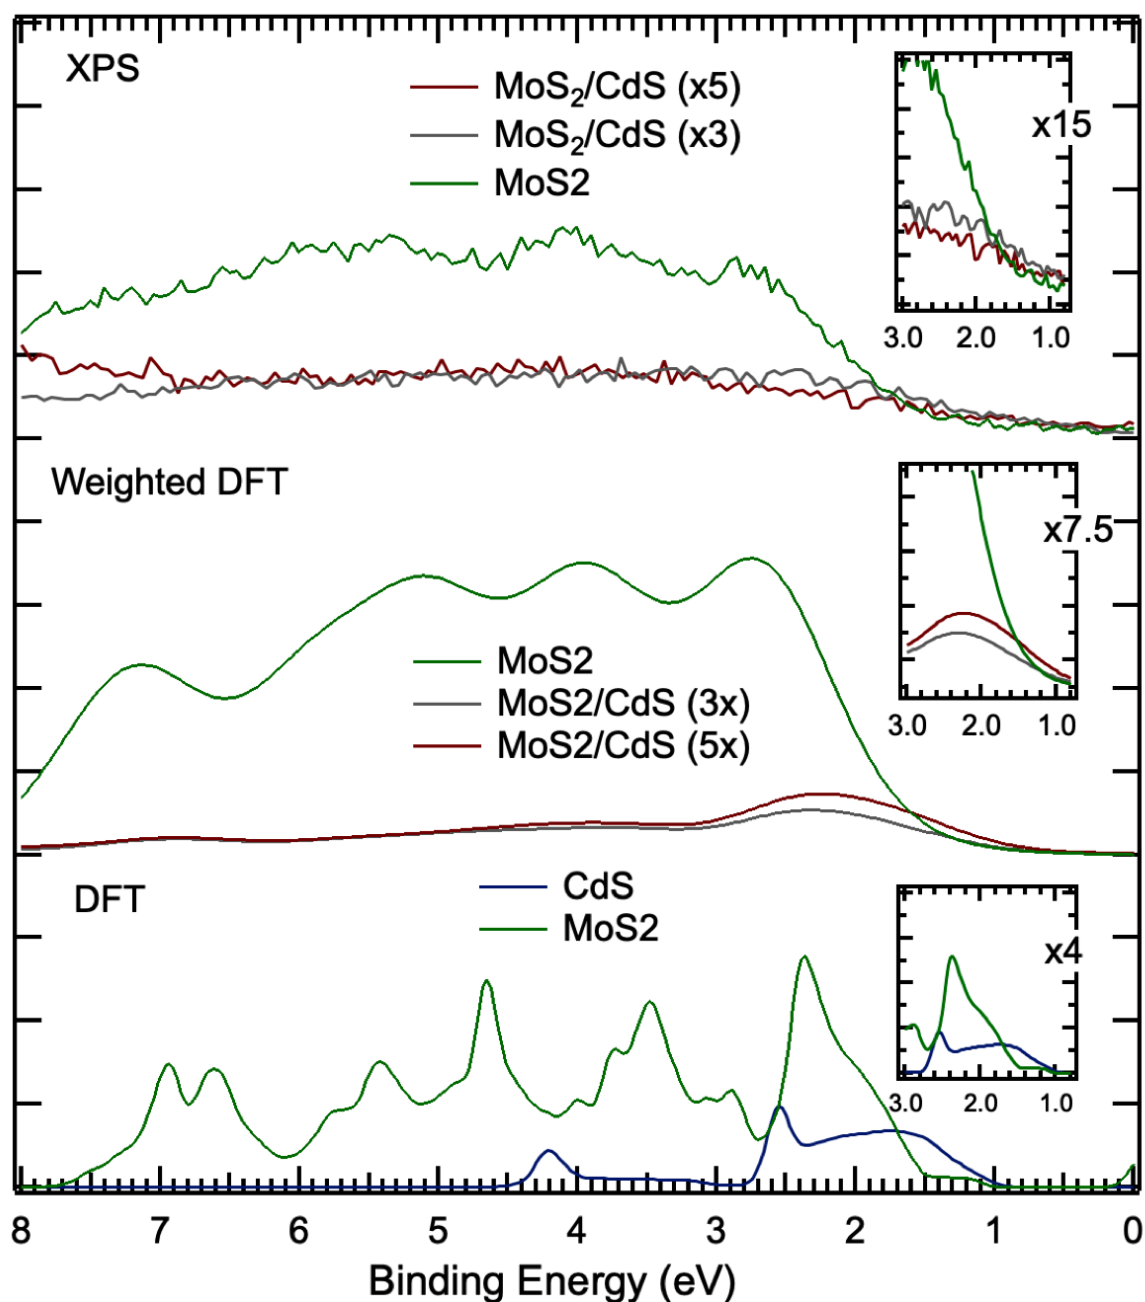 XPS
MoS₂/CdS (x5)
MoS₂/CdS (x3)
MoS2
x15
3.0 2.0 1.0
Weighted DFT
x7.5
MoS2
MoS2/CdS (3x)
MoS2/CdS (5x)
3.0 2.0 1.0
DFT
CdS
MoS2
x4
3.0 2.0 1.0
8 7 6 5 4 3 2 1 0
Binding Energy (eV)